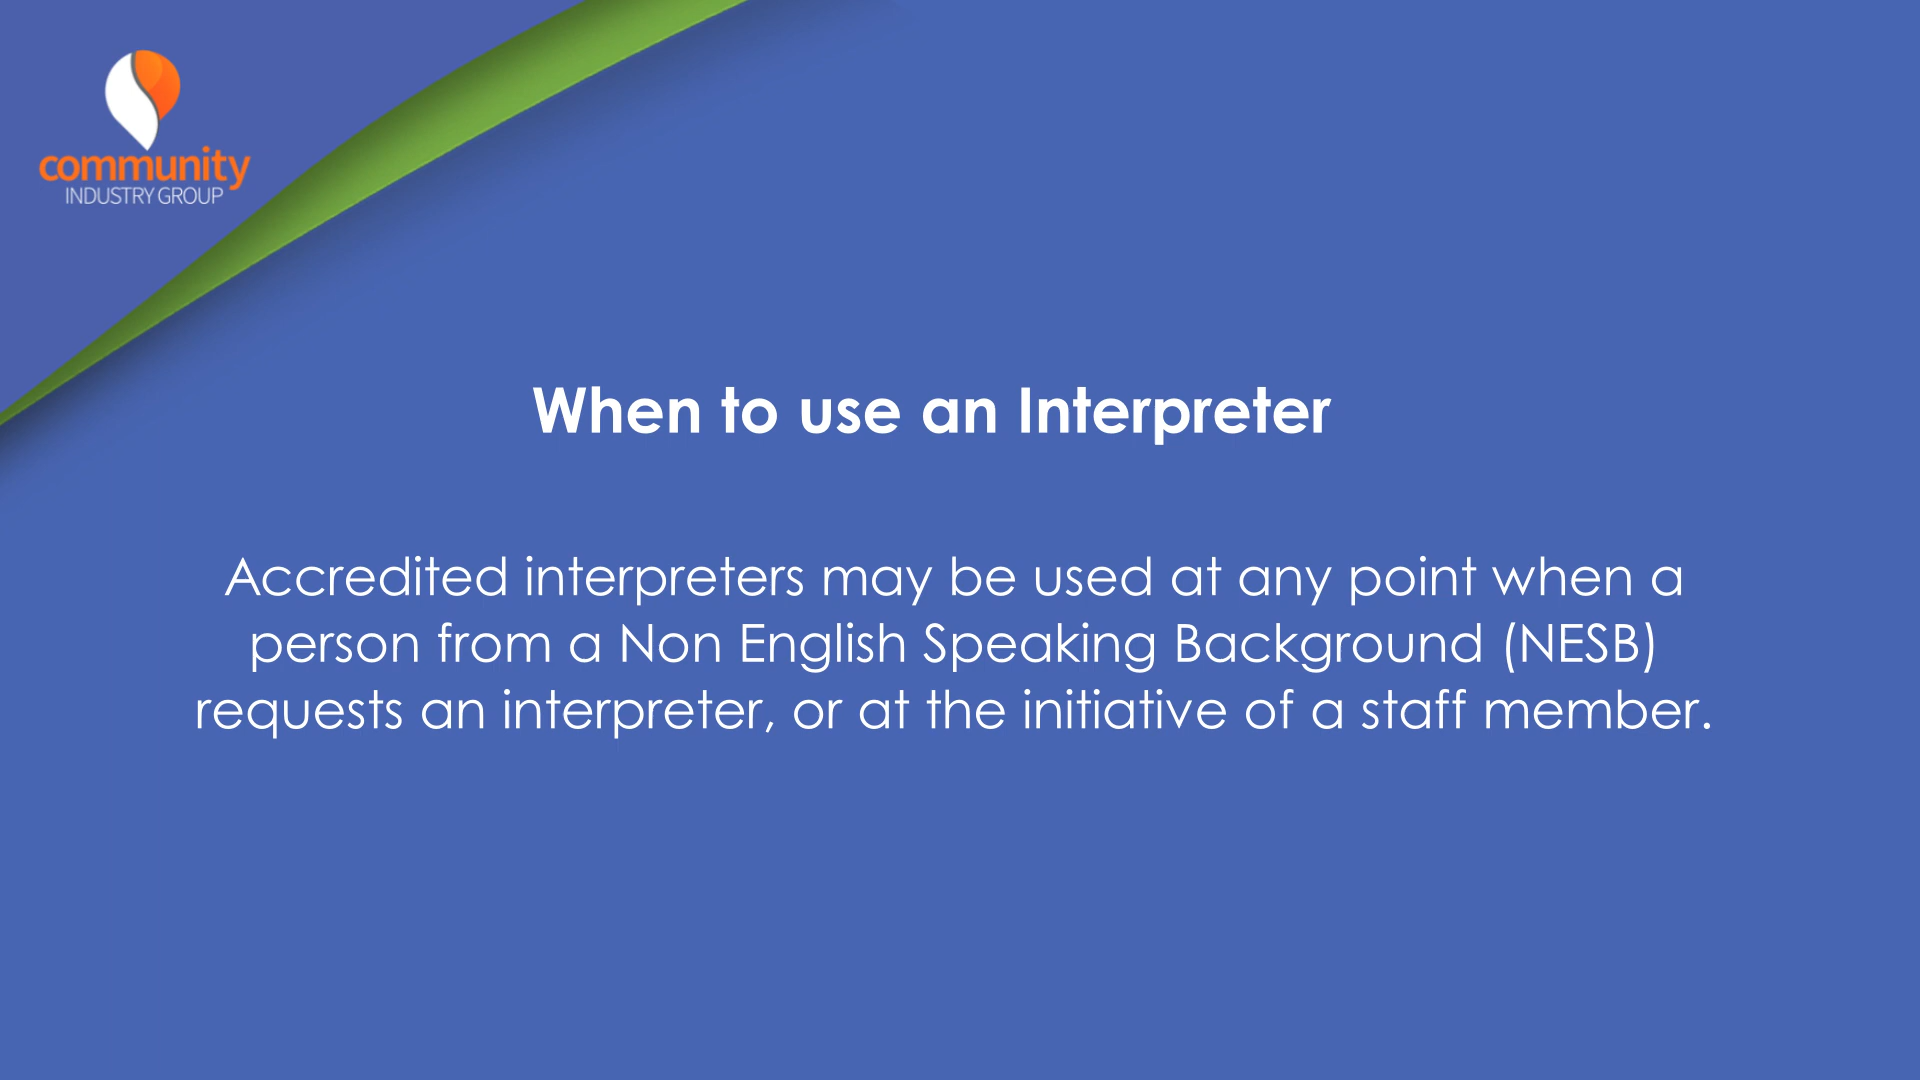 community
INDUSTRY GROUP
When to use an Interpreter
Accredited interpreters may be used at any point when a
person from a Non English Speaking Background (NESB)
requests an interpreter, or at the initiative of a staff member.